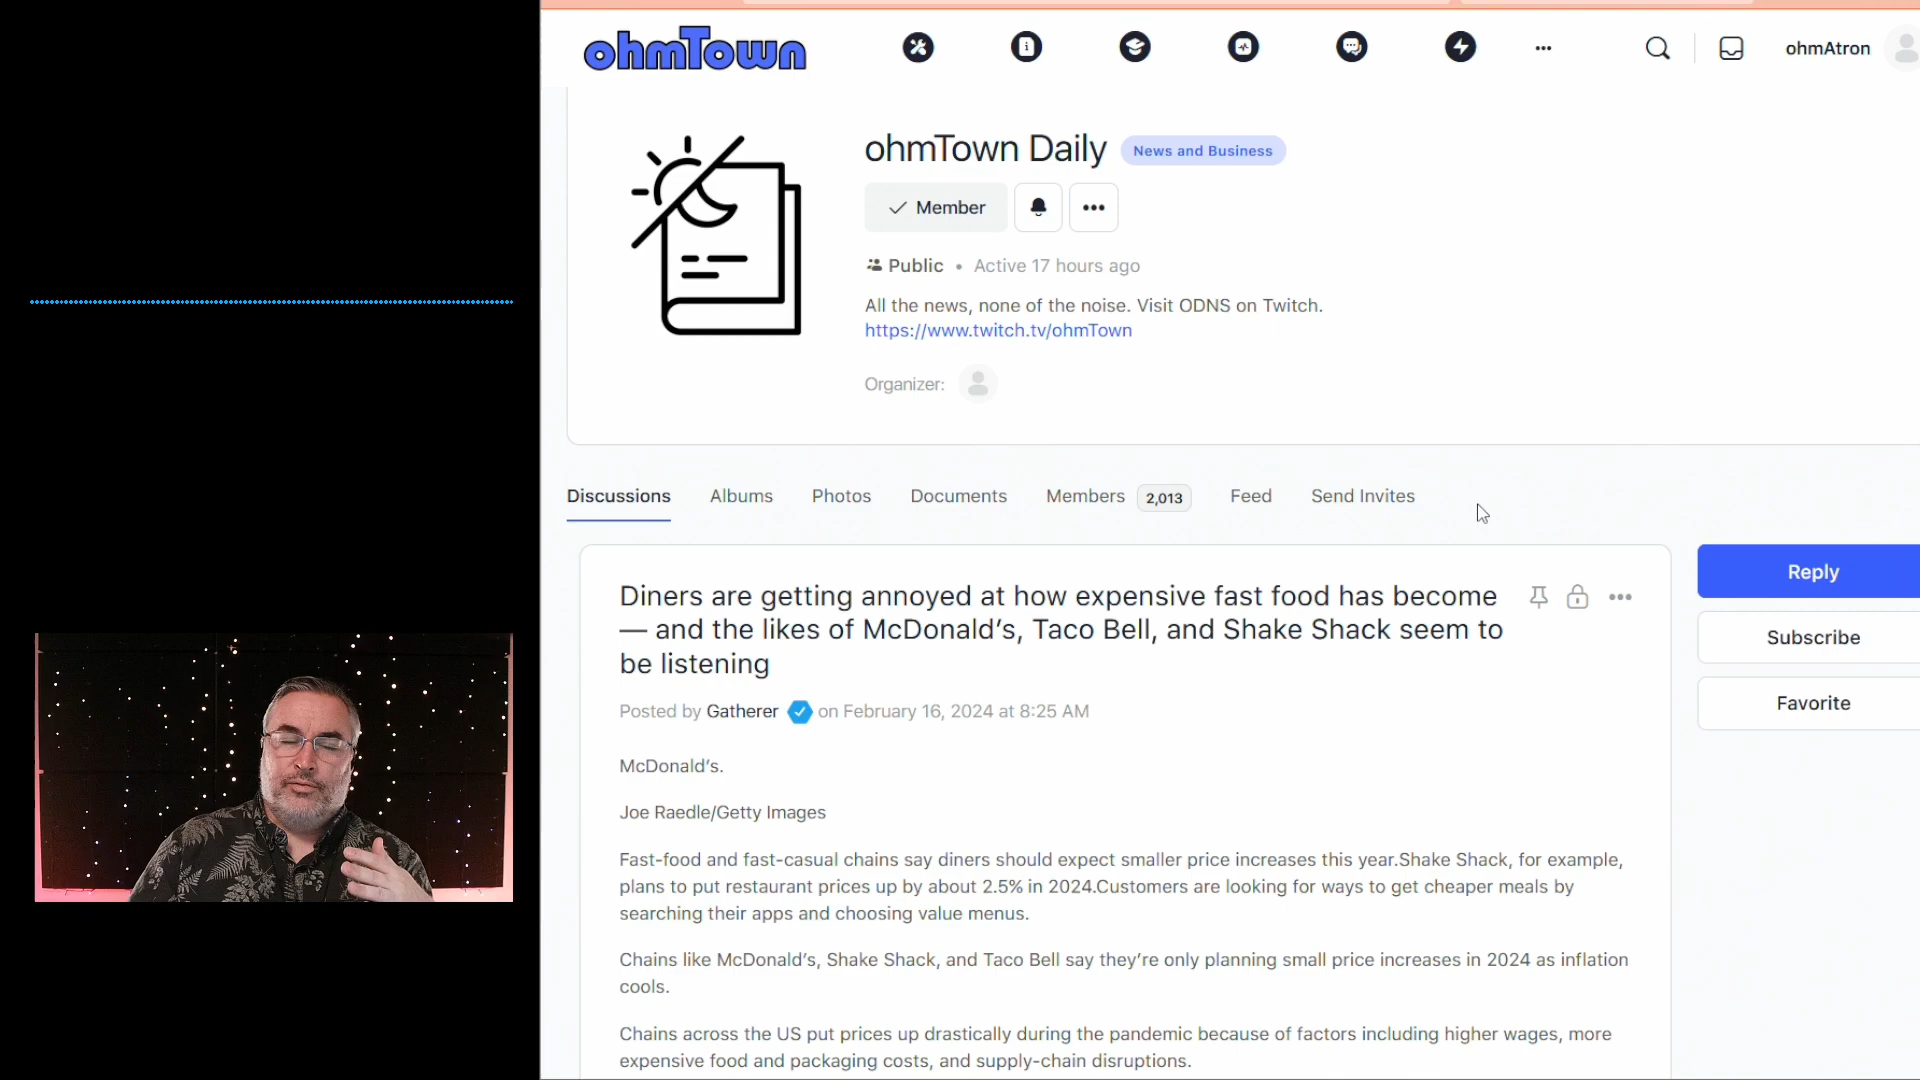 ohmTown
ohmAtron
ohmTown Daily
News and Business
Member
Public • Active 17 hours ago
All the news, none of the noise. Visit ODNS on Twitch.
https://www.twitch.tv/ohmTown
Organizer:
Discussions Albums Photos Documents Members 2,013 Feed Send Invites
Diners are getting annoyed at how expensive fast food has become
— and the likes of McDonald’s, Taco Bell, and Shake Shack seem to
be listening
Posted by Gatherer on February 16, 2024 at 8:25 AM
Reply
Subscribe
Favorite
McDonald’s.
Joe Raedle/Getty Images
Fast-food and fast-casual chains say diners should expect smaller price increases this year.Shake Shack, for example,
plans to put restaurant prices up by about 2.5% in 2024.Customers are looking for ways to get cheaper meals by
searching their apps and choosing value menus.
Chains like McDonald’s, Shake Shack, and Taco Bell say they’re only planning small price increases in 2024 as inflation
cools.
Chains across the US put prices up drastically during the pandemic because of factors including higher wages, more
expensive food and packaging costs, and supply-chain disruptions.